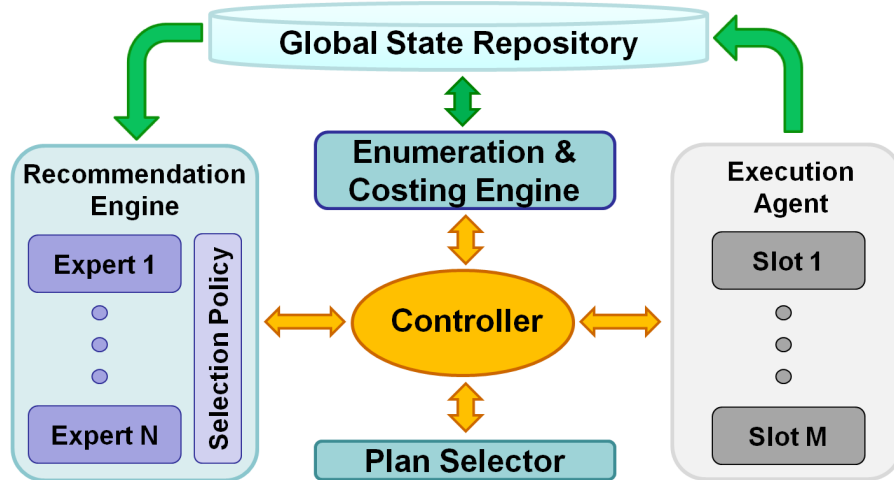 Global State Repository
Recommendation
Engine
Expert 1
Expert N
Selection Policy
Enumeration &
Costing Engine
Controller
Plan Selector
Execution
Agent
Slot 1
Slot M